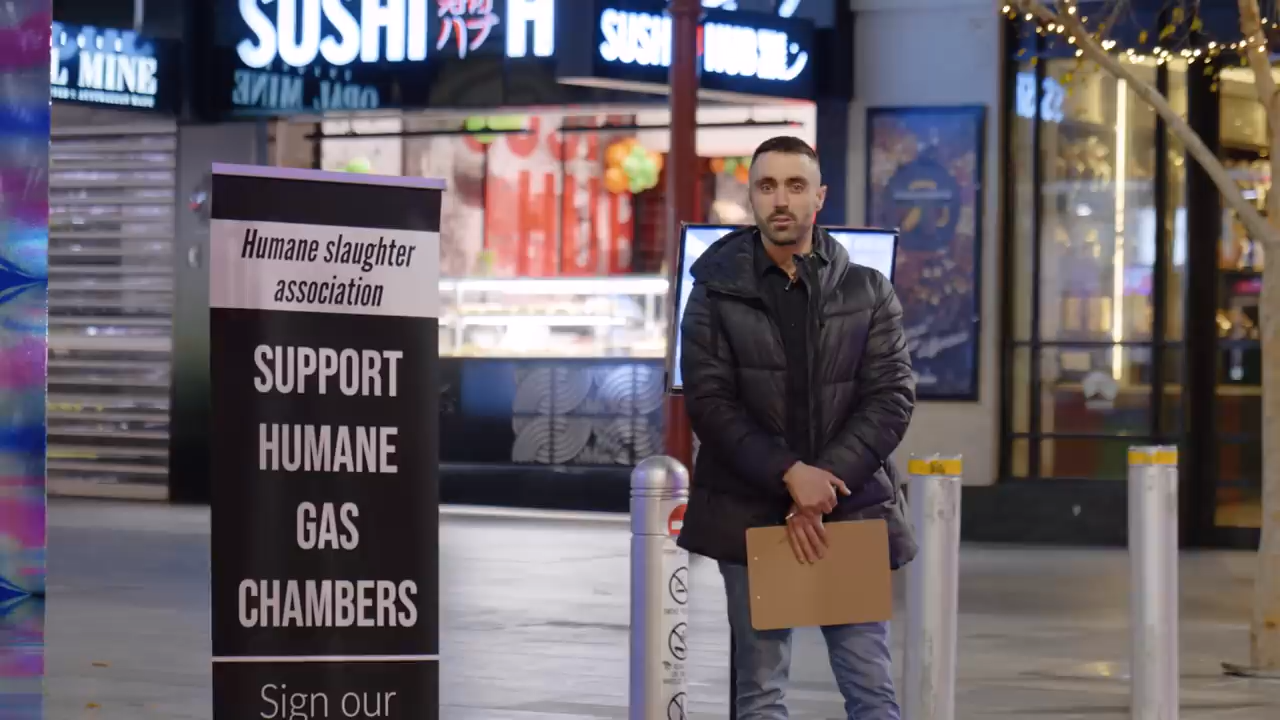 SUSHI
H
SUSHI
L MINE
OPAL MINE
Humane slaughter
association
SUPPORT
HUMANE
GAS
CHAMBERS
Sign our